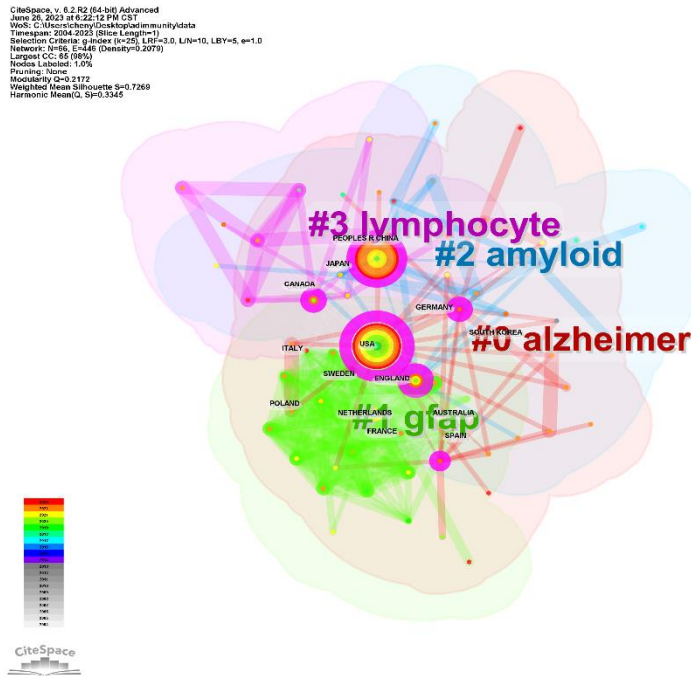 CiteSpace, v. 6.2.R2 (64-bit) Advanced
June 26, 2023 at 6:22:12 PM CST
WoS: C:\Users\cheny\Desktop\adimmunity\data
Timespan: 2004-2023 (Slice Length=1)
Selection Criteria: g-index (k=25), LRF=3.0, L/N=10, LBY=5, e=1.0
Network: N=66, E=446 (Density=0.2079)
Largest CC: 65 (98%)
Nodes Labeled: 1.0%
Pruning: None
Modularity Q=0.2172
Weighted Mean Silhouette S=0.7269
Harmonic Mean(Q, S)=0.3345
#3 lymphocyte
PEOPLES R CHINA
#2 amyloid
JAPAN
CANADA
GERMANY
SOUTH KOREA
#0 alzheimer
USA
ITALY
SWEDEN
ENGLAND
POLAND
NETHERLANDS
AUSTRALIA
#1 gfap
FRANCE
SPAIN
CiteSpace